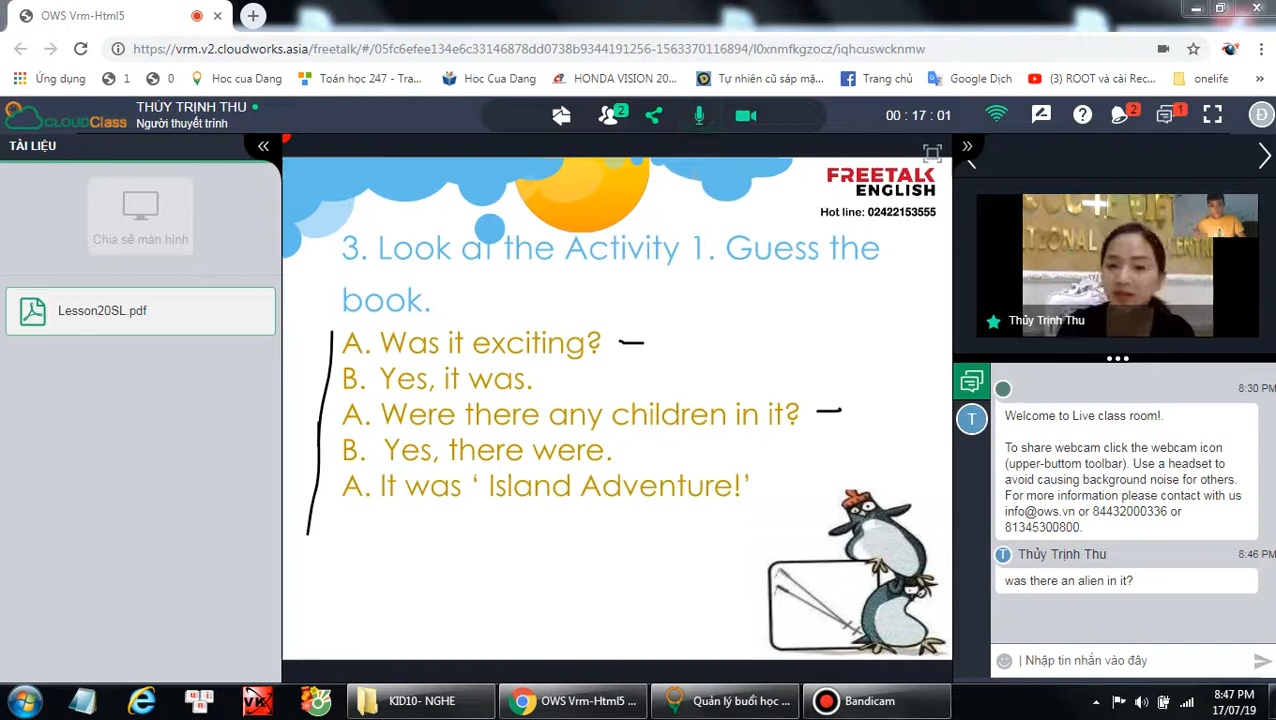 OWS Vrm-Html5
https://vrm.v2.cloudworks.asia/freetalk/#/05fc6efee134e6c33146878dd0738b9344191256-1563370116894/l0xnmfkgzocz/iqhcuswcknmw
Ứng dụng 1 0 Hoc cua Dang Toán học 247 - Tra... Học Cua Dang HONDA VISION 20... Tự nhiên cũ sáp mặ... Trang chủ Google Dịch (3) ROOT và cài Rec... onelife »
CLOUDClass
THỦY TRỊNH THU
Người thuyết trình
2
00 : 17 : 01
2
1
Đ
TÀI LIỆU
Chia sẻ màn hình
Lesson20SL.pdf
FREETALK
ENGLISH
Hot line: 02422153555
3. Look at the Activity 1. Guess the
book.
A. Was it exciting?
B. Yes, it was.
A. Were there any children in it?
B. Yes, there were.
A. It was ‘ Island Adventure!’
Thủy Trịnh Thu
8:30 PM
Welcome to Live class room!.
To share webcam click the webcam icon
(upper-buttom toolbar). Use a headset to
avoid causing background noise for others.
For more information please contact with us
info@ows.vn or 84432000336 or
81345300800.
T
T Thủy Trịnh Thu 8:46 PM
was there an alien in it?
Nhập tin nhắn vào đây
KID10- NGHE
OWS Vrm-Html5 ...
Quản lý buổi học ...
Bandicam
8:47 PM
17/07/19